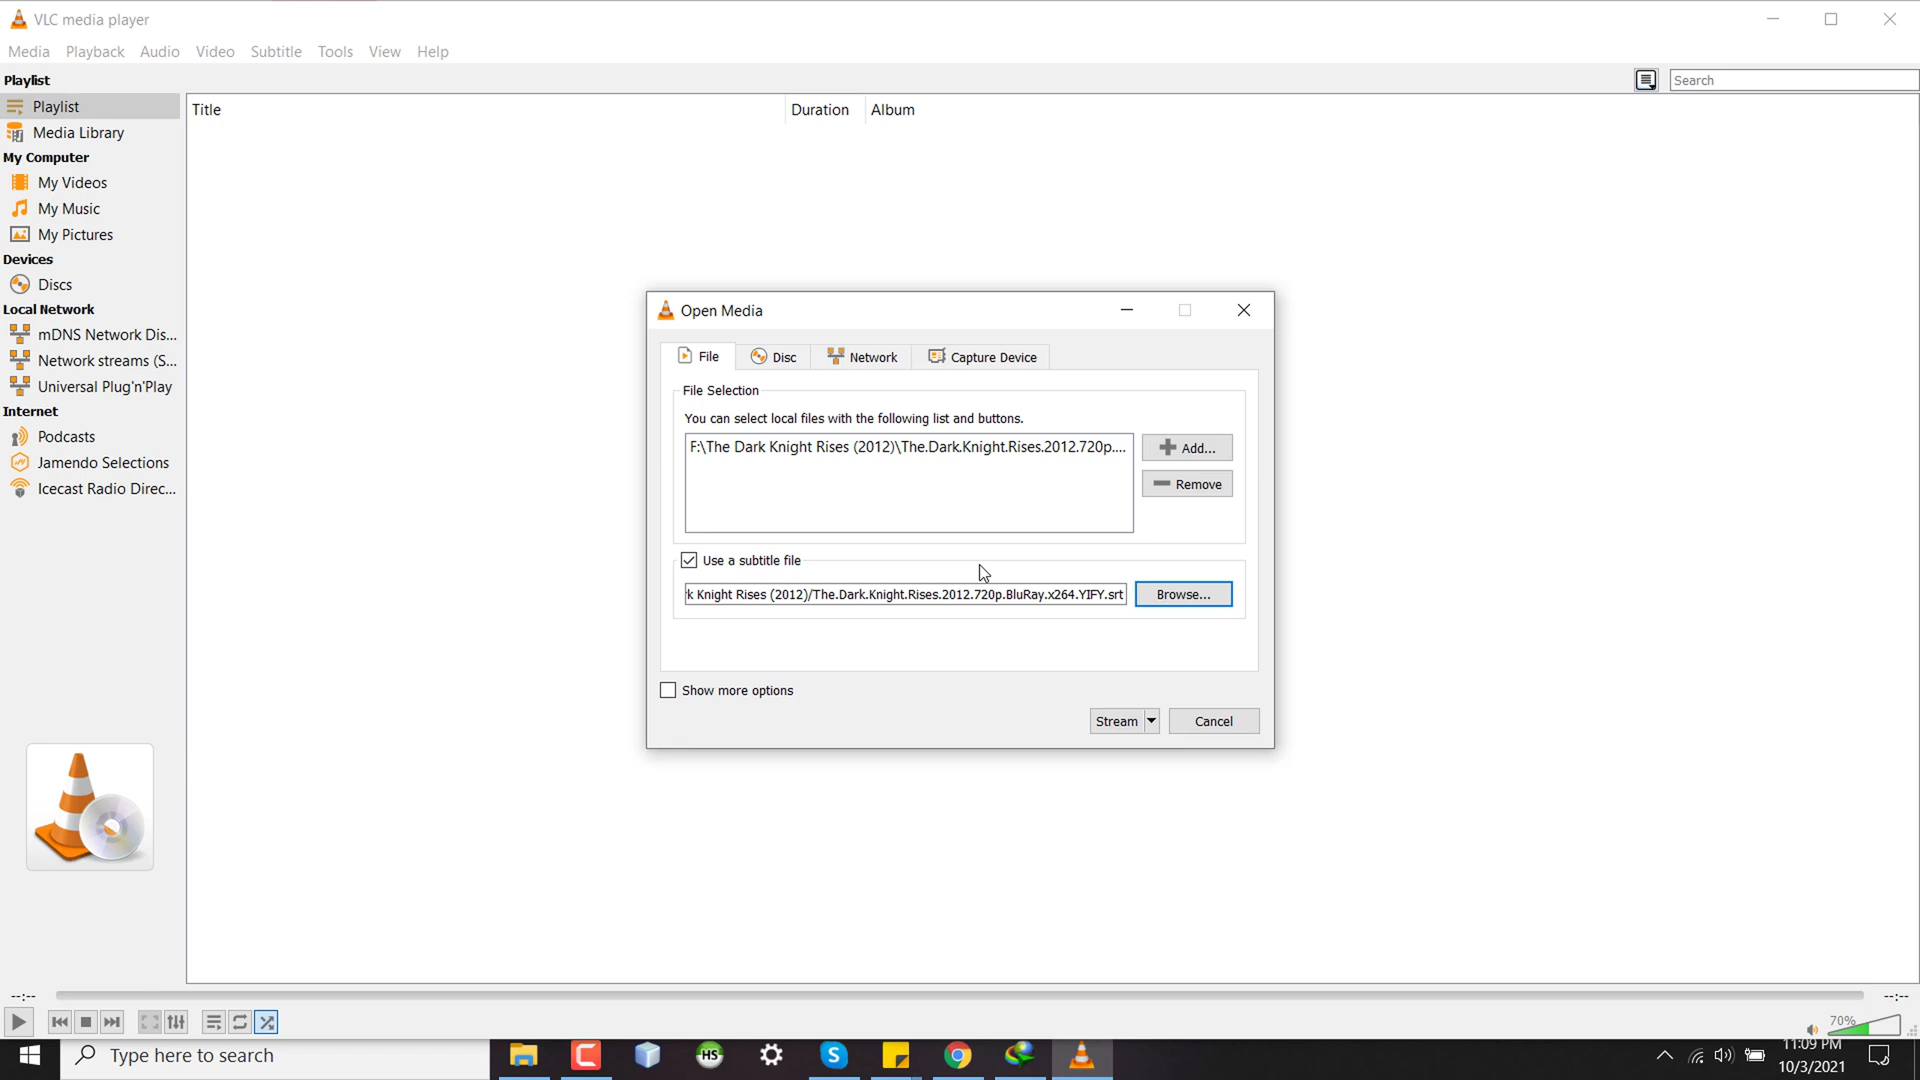 VLC media player
Media Playback Audio Video Subtitle Tools View Help
Playlist
Search
Playlist
Media Library
My Computer
My Videos
My Music
My Pictures
Devices
Discs
Local Network
mDNS Network Dis...
Network streams (S...
Universal Plug'n'Play
Internet
Podcasts
Jamendo Selections
Icecast Radio Direc...
Title Duration Album
Open Media
File Disc Network Capture Device
File Selection
You can select local files with the following list and buttons.
F:\The Dark Knight Rises (2012)\The.Dark.Knight.Rises.2012.720p....
Add...
Remove
Use a subtitle file
k Knight Rises (2012)/The.Dark.Knight.Rises.2012.720p.BluRay.x264.YIFY.srt
Browse...
Show more options
Stream Cancel
--:-- --:--
70%
Type here to search
HS
S
11:09 PM
10/3/2021